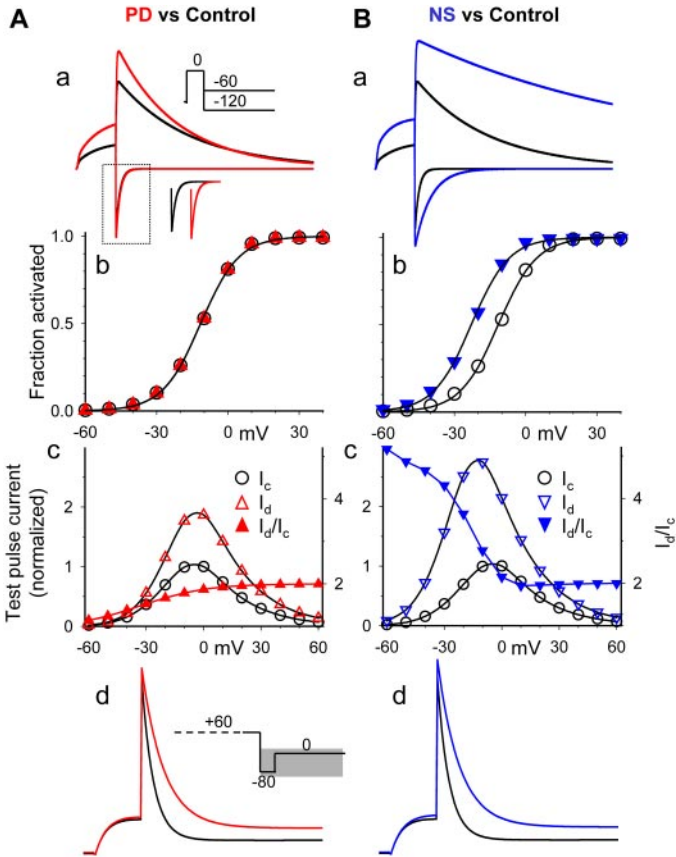 A PD vs Control
B NS vs Control
a
0
-60
-120
a
1.0
0.5
0.0
Fraction activated
b
-60 -30 0 mV 30
b
-60 -30 0 mV 30
c
2
1
0
Test pulse current
(normalized)
Ic
Id
Id/Ic
4
2
-60 -30 0 mV 30 60
c
2
1
0
Ic
Id
Id/Ic
4
2
Id/Ic
-60 -30 0 mV 30 60
d
+60
0
-80
d